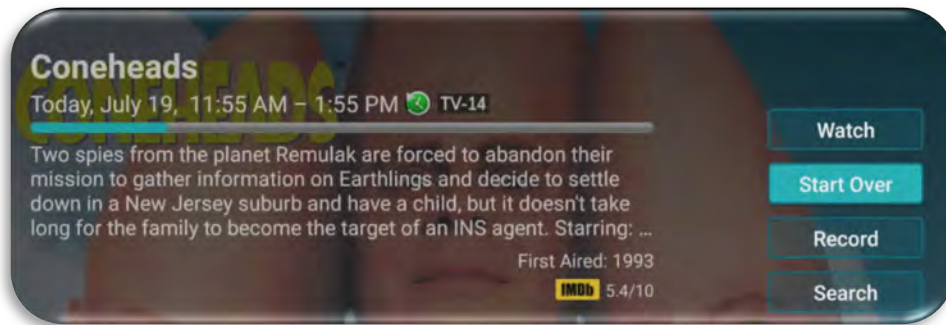 Coneheads
CONEHEADS
Today, July 19, 11:55 AM – 1:55 PM TV-14
Two spies from the planet Remulak are forced to abandon their
mission to gather information on Earthlings and decide to settle
down in a New Jersey suburb and have a child, but it doesn't take
long for the family to become the target of an INS agent. Starring: ...
First Aired: 1993
IMDb 5.4/10
Watch
Start Over
Record
Search